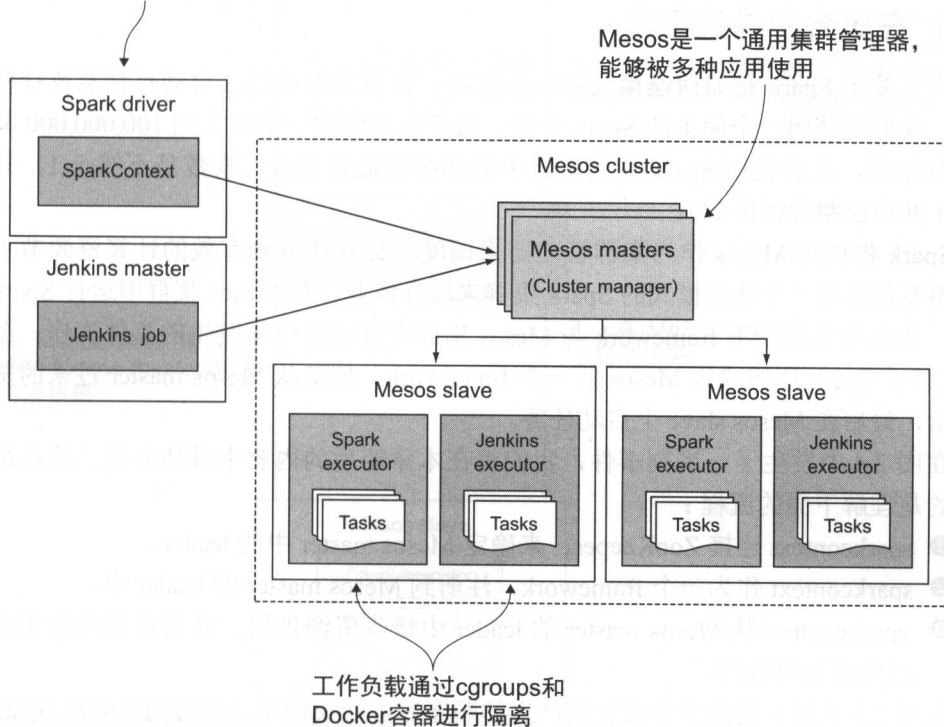 Mesos是一个通用集群管理器，
能够被多种应用使用
Spark driver
SparkContext
Mesos cluster
Mesos masters
(Cluster manager)
Jenkins master
Jenkins job
Mesos slave
Mesos slave
Spark
executor
Jenkins
executor
Spark
executor
Jenkins
executor
Tasks
Tasks
Tasks
Tasks
工作负载通过cgroups和
Docker容器进行隔离